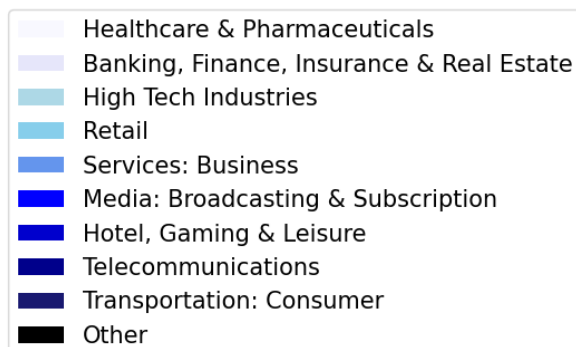 Healthcare & Pharmaceuticals
Banking, Finance, Insurance & Real Estate
High Tech Industries
Retail
Services: Business
Media: Broadcasting & Subscription
Hotel, Gaming & Leisure
Telecommunications
Transportation: Consumer
Other